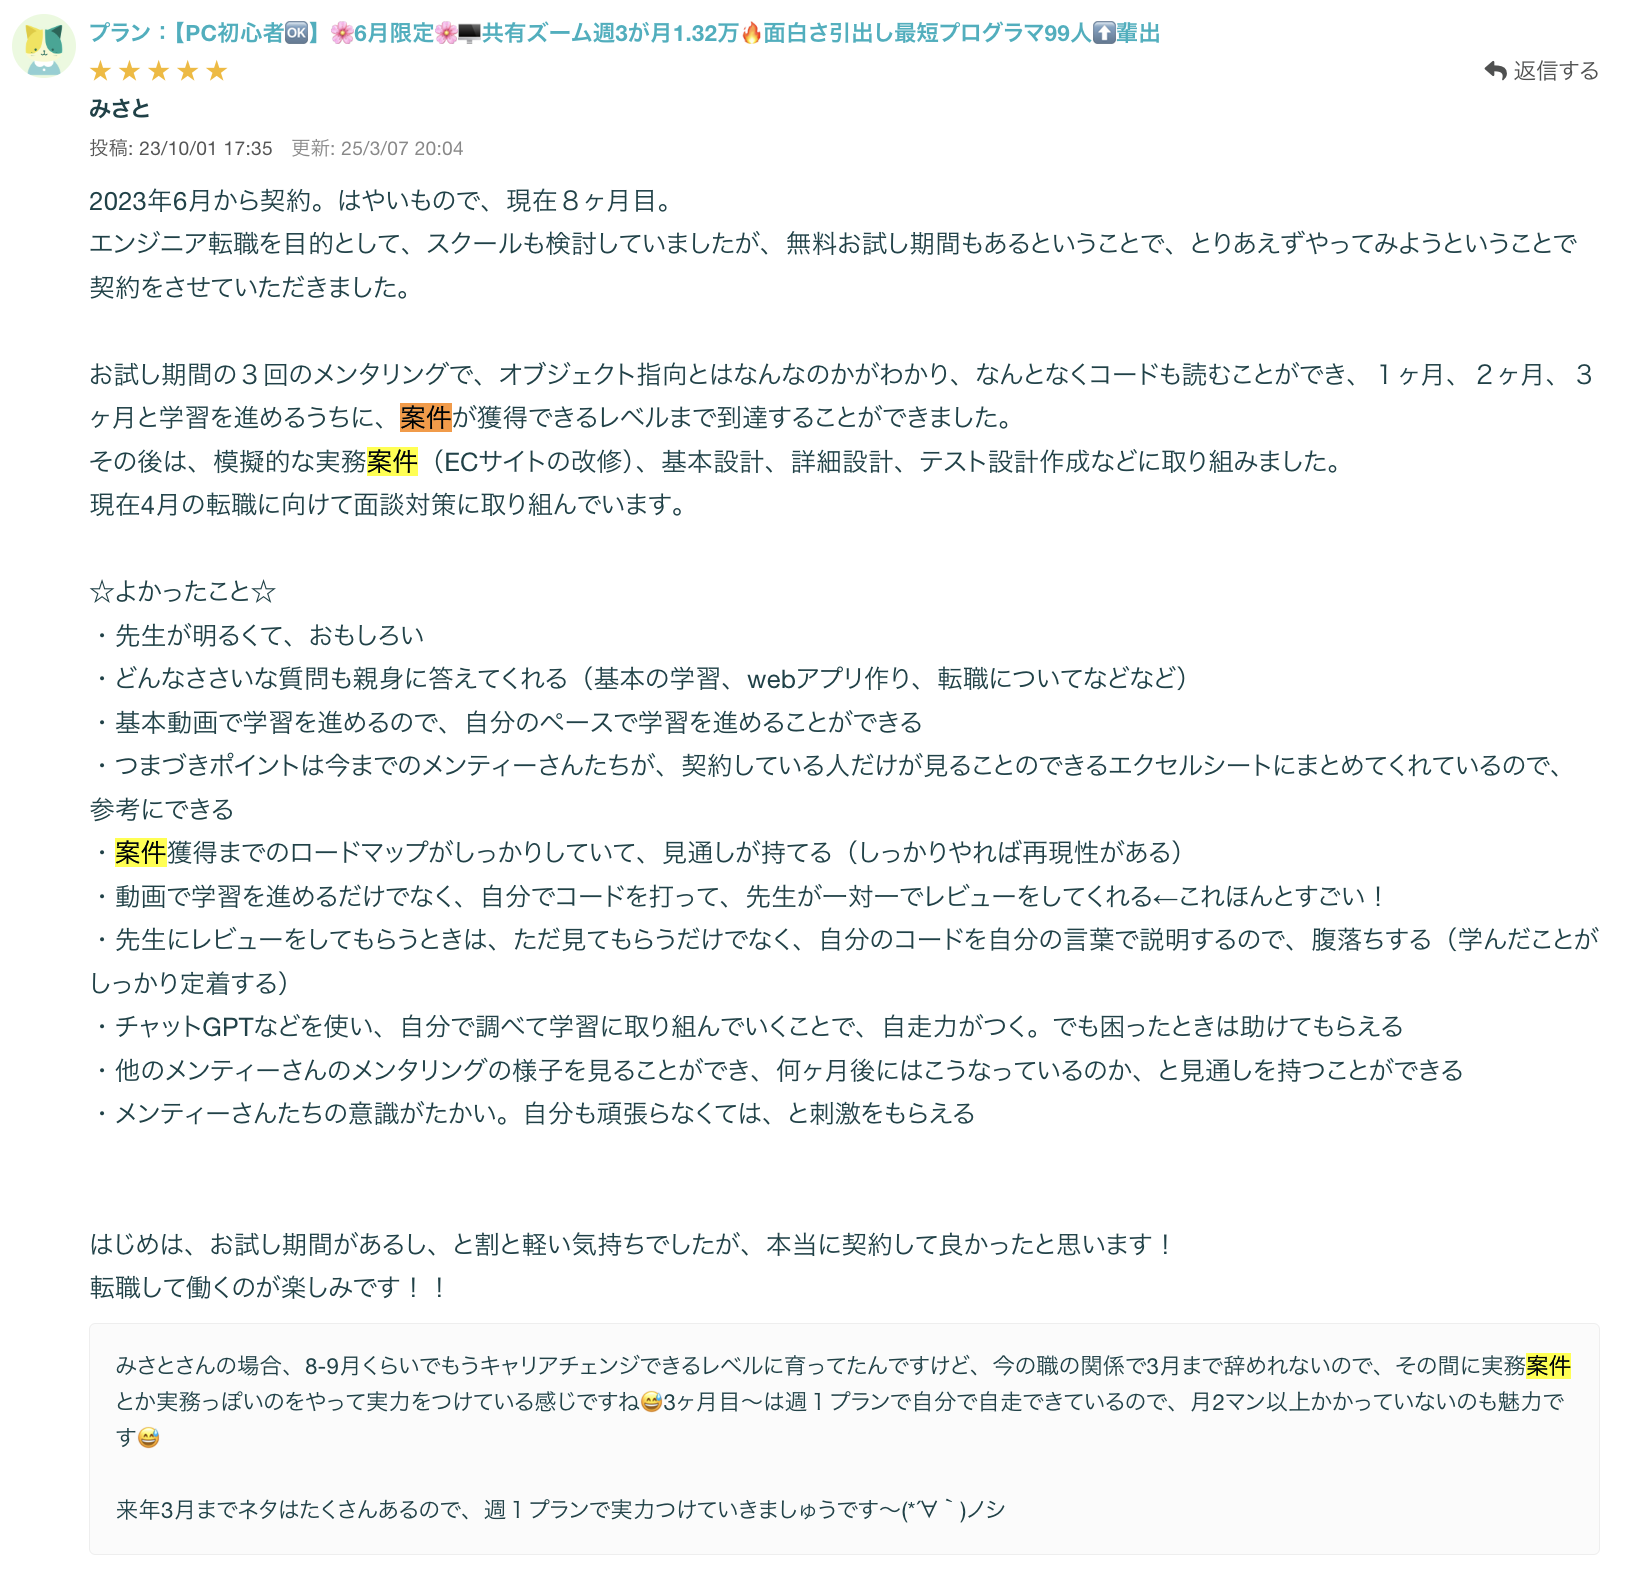 プラン：【PC初心者🆗】🌸6月限定🌸🖥️共有ズーム週3が月1.32万🔥面白さ引出し最短プログラマ99人⬆️輩出
★★★★★
返信する
みさと
投稿: 23/10/01 17:35 更新: 25/3/07 20:04
2023年6月から契約。はやいもので、現在８ヶ月目。
エンジニア転職を目的として、スクールも検討していましたが、無料お試し期間もあるということで、とりあえずやってみようということで
契約をさせていただきました。
お試し期間の３回のメンタリングで、オブジェクト指向とはなんなのかがわかり、なんとなくコードも読むことができ、１ヶ月、２ヶ月、３
ヶ月と学習を進めるうちに、案件が獲得できるレベルまで到達することができました。
その後は、模擬的な実務案件（ECサイトの改修）、基本設計、詳細設計、テスト設計作成などに取り組みました。
現在4月の転職に向けて面談対策に取り組んでいます。
☆よかったこと☆
・先生が明るくて、おもしろい
・どんなささいな質問も親身に答えてくれる（基本の学習、webアプリ作り、転職についてなどなど）
・基本動画で学習を進めるので、自分のペースで学習を進めることができる
・つまづきポイントは今までのメンティーさんたちが、契約している人だけが見ることのできるエクセルシートにまとめてくれているので、
参考にできる
・案件獲得までのロードマップがしっかりしていて、見通しが持てる（しっかりやれば再現性がある）
・動画で学習を進めるだけでなく、自分でコードを打って、先生が一対一でレビューをしてくれる←これほんとすごい！
・先生にレビューをしてもらうときは、ただ見てもらうだけでなく、自分のコードを自分の言葉で説明するので、腹落ちする（学んだことが
しっかり定着する）
・チャットGPTなどを使い、自分で調べて学習に取り組んでいくことで、自走力がつく。でも困ったときは助けてもらえる
・他のメンティーさんのメンタリングの様子を見ることができ、何ヶ月後にはこうなっているのか、と見通しを持つことができる
・メンティーさんたちの意識がたかい。自分も頑張らなくては、と刺激をもらえる
はじめは、お試し期間があるし、と割と軽い気持ちでしたが、本当に契約して良かったと思います！
転職して働くのが楽しみです！！
みさとさんの場合、8-9月くらいでもうキャリアチェンジできるレベルに育ってたんですけど、今の職の関係で3月まで辞めれないので、その間に実務案件
とか実務っぽいのをやって実力をつけている感じですね😅3ヶ月目〜は週１プランで自分で自走できているので、月2マン以上かかっていないのも魅力で
す😅
来年3月までネタはたくさんあるので、週１プランで実力つけていきましゅうです〜(*´∀｀)ノシ